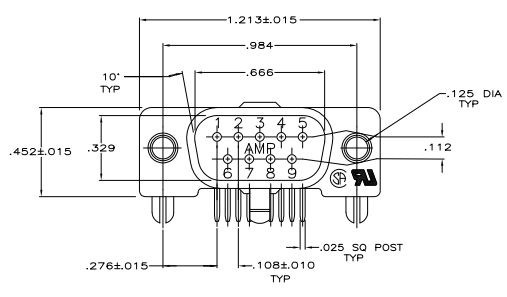 1.213±.015
.984
10° TYP
.666
.125 DIA TYP
1 2 3 4 5
.452±.015
.329
AMP
.112
6 7 8 9
SA
.025 SQ POST TYP
.276±.015
.108±.010 TYP